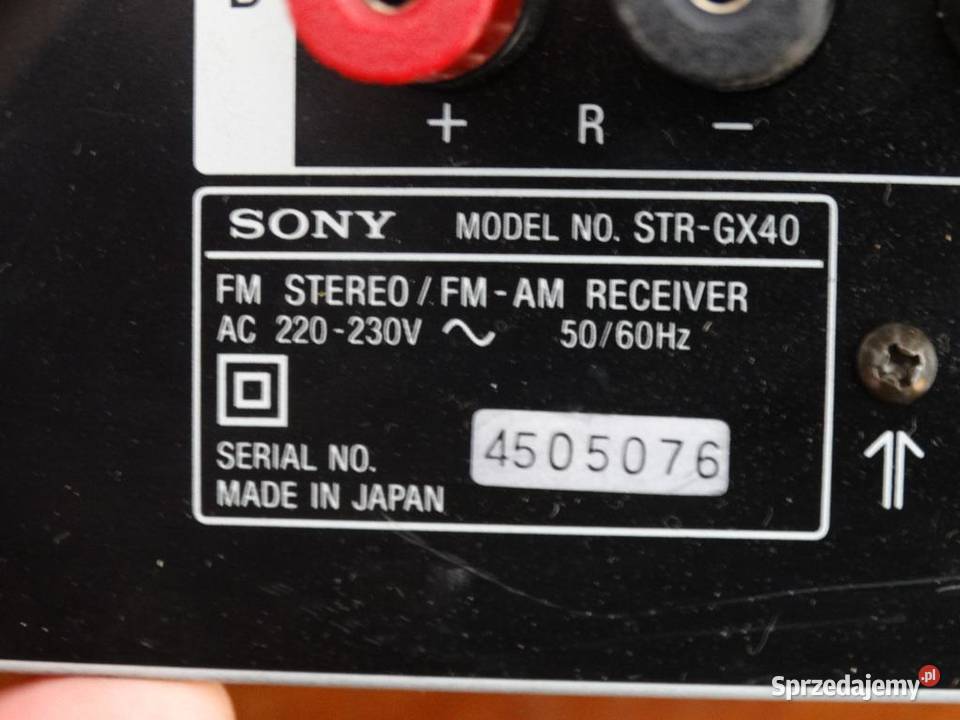 + R −
SONY MODEL NO. STR-GX40
FM STEREO/FM-AM RECEIVER
AC 220-230V ~ 50/60Hz
SERIAL NO. 4505076
MADE IN JAPAN
Sprzedajemy.pl